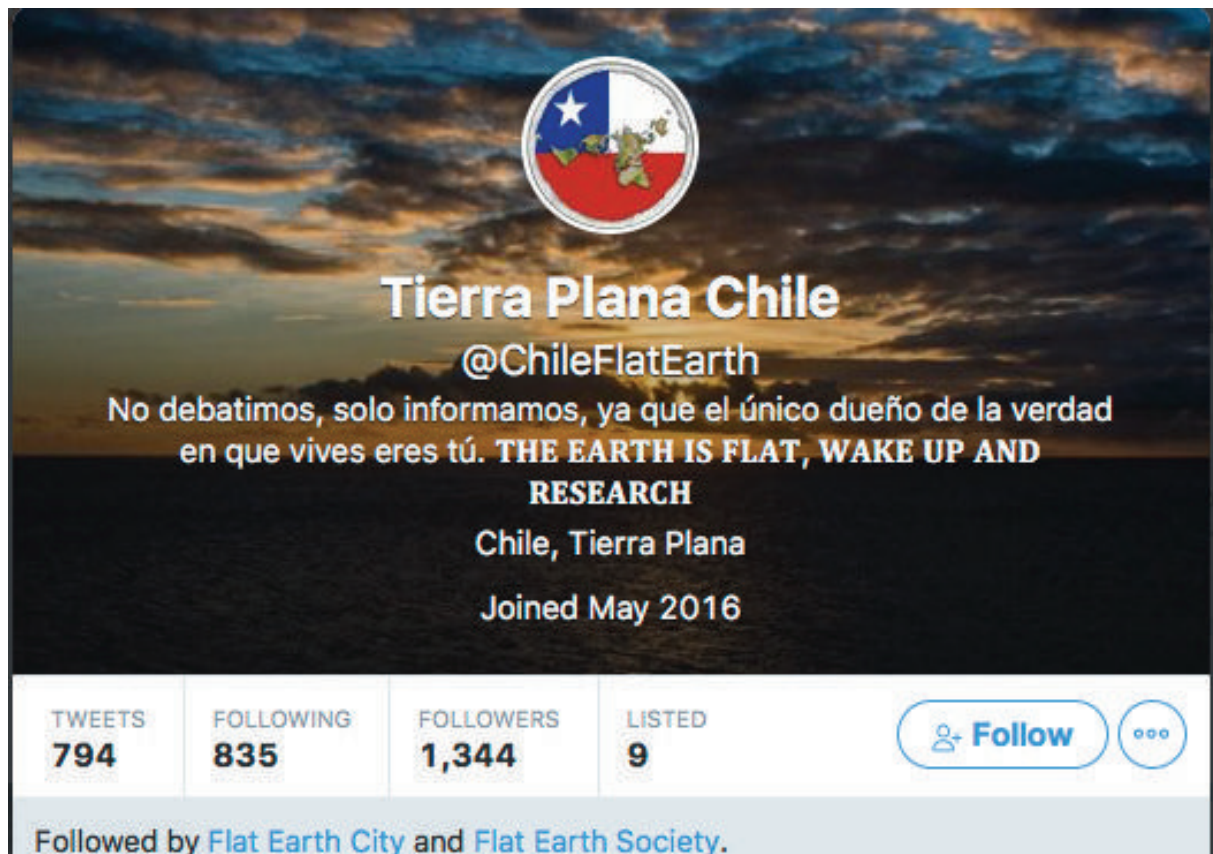 Tierra Plana Chile
@ChileFlatEarth
No debatimos, solo informamos, ya que el único dueño de la verdad
en que vives eres tú. THE EARTH IS FLAT, WAKE UP AND
RESEARCH
Chile, Tierra Plana
Joined May 2016
TWEETS FOLLOWING FOLLOWERS LISTED
794 835 1,344 9
Follow
Followed by Flat Earth City and Flat Earth Society.